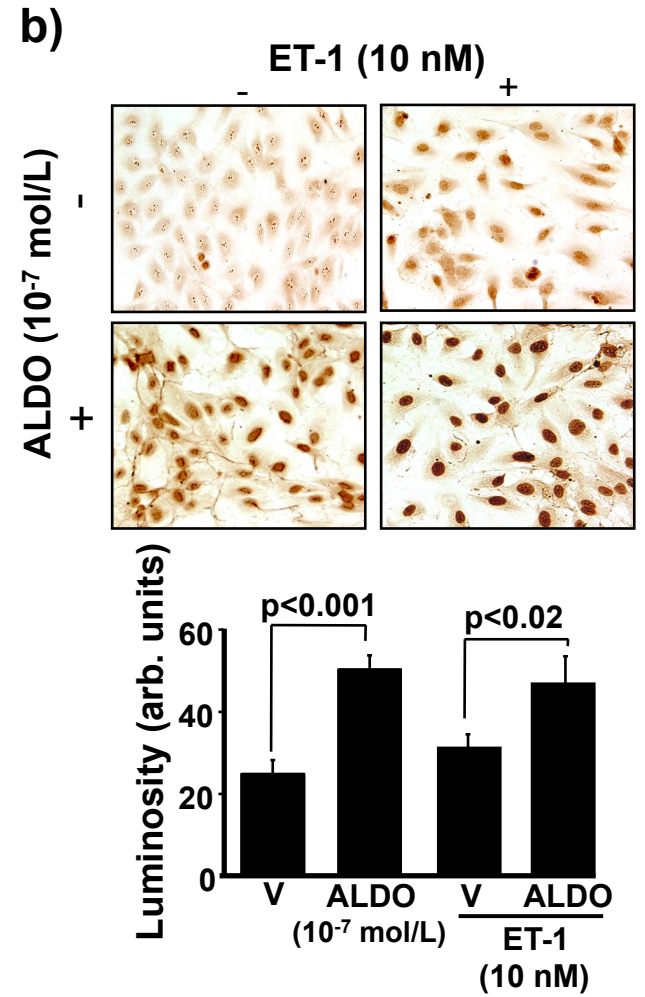 b)
ET-1 (10 nM)
- +
ALDO (10⁻⁷ mol/L)
-
+
Luminosity (arb. units)
p<0.001
p<0.02
60
40
20
0
V ALDO V ALDO
(10⁻⁷ mol/L)
ET-1
(10 nM)